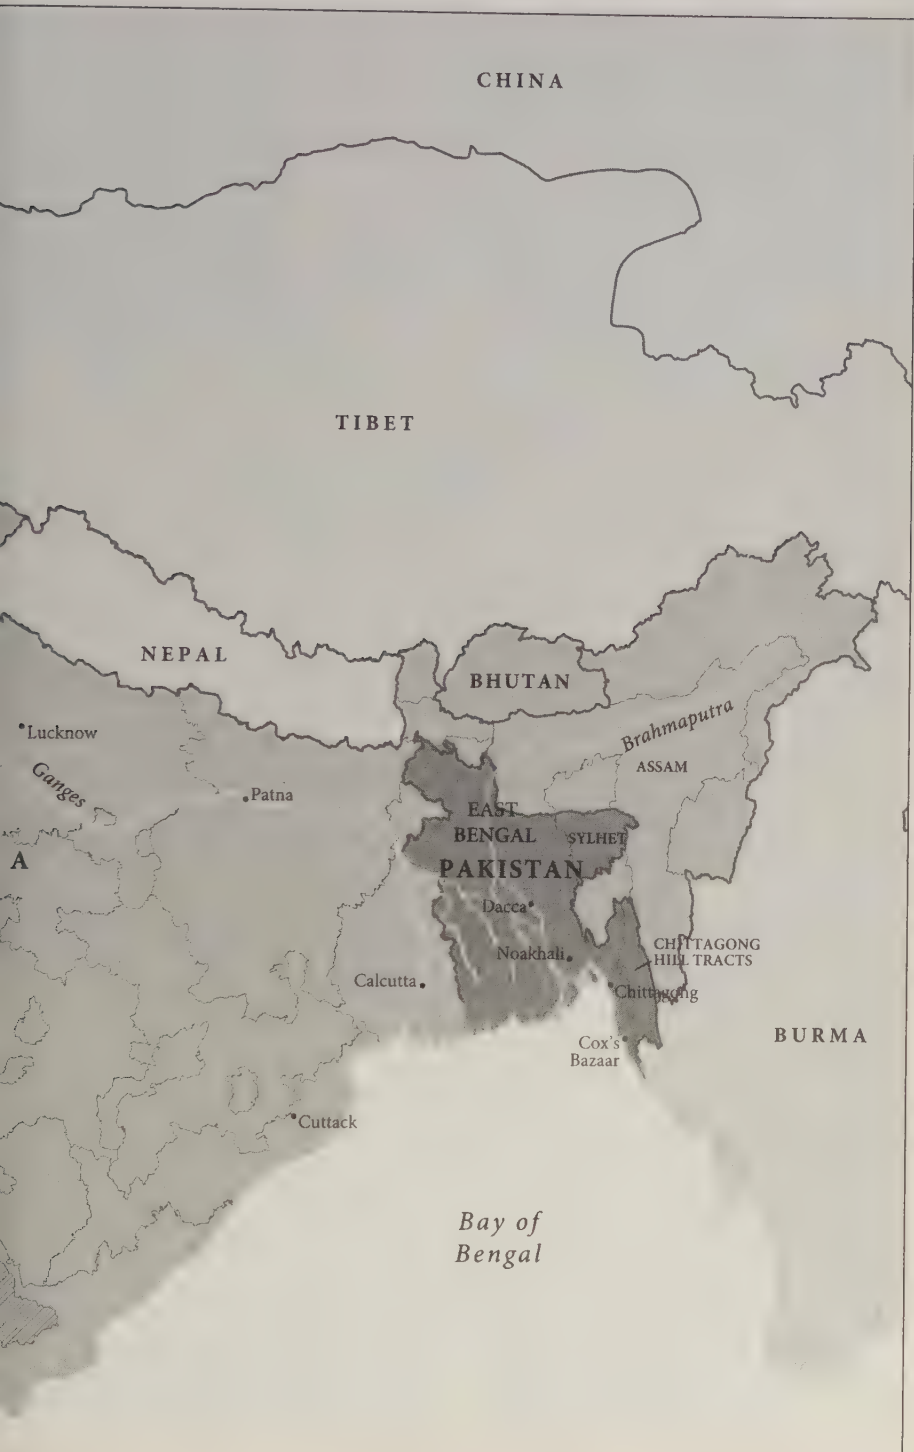 CHINA
TIBET
NEPAL
BHUTAN
Lucknow
Brahmaputra
ASSAM
Ganges
Patna
EAST
BENGAL
SYLHET
A
PAKISTAN
Dacca
Noakhali
CHITTAGONG
HILL TRACTS
Calcutta
Chittagong
BURMA
Cox's
Bazaar
Cuttack
Bay of
Bengal